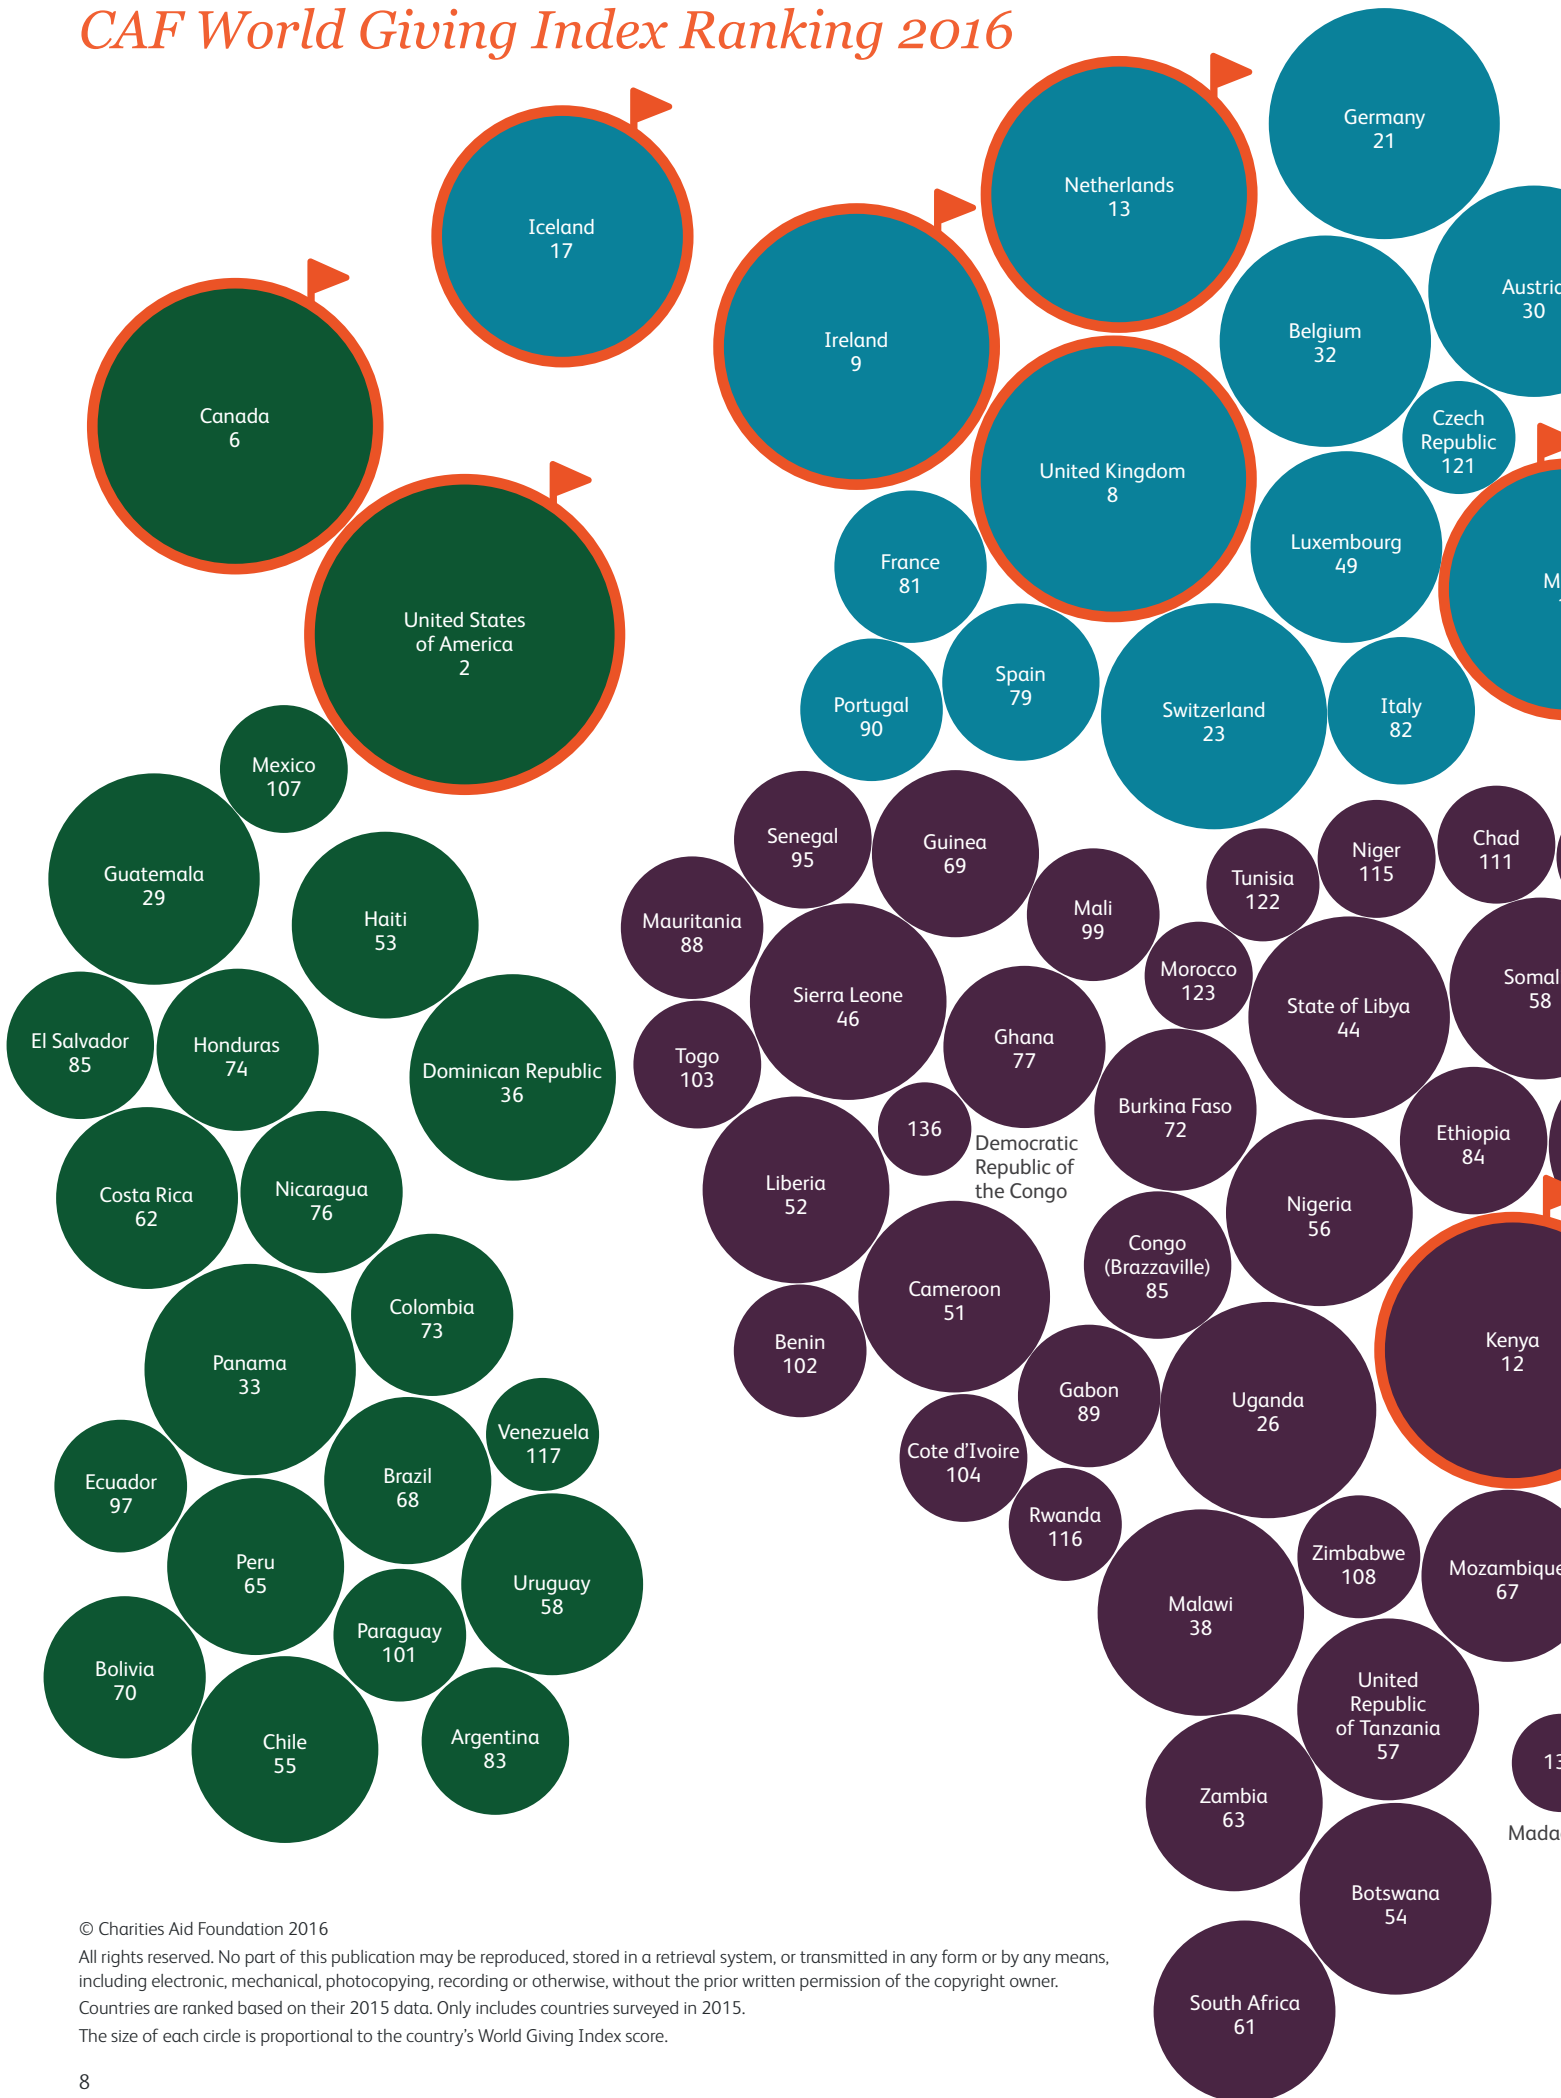 CAF World Giving Index Ranking 2016
Germany
21
Netherlands
13
Iceland
17
Ireland
9
Belgium
32
30
Canada
6
Czech
Republic
121
United Kingdom
8
Luxembourg
49
France
81
United States
of America
2
Spain
79
Portugal
90
Switzerland
23
Italy
82
Mexico
107
Guatemala
29
Haiti
53
El Salvador
85
Honduras
74
Dominican Republic
36
Costa Rica
62
Nicaragua
76
Colombia
73
Panama
33
Venezuela
117
Ecuador
97
Brazil
68
Peru
65
Uruguay
58
Paraguay
101
Bolivia
70
Chile
55
Argentina
83
Senegal
95
Guinea
69
Mali
99
Tunisia
122
Niger
115
Chad
111
Mauritania
88
Sierra Leone
46
Morocco
123
State of Libya
44
58
Togo
103
Ghana
77
136
Democratic
Republic of
the Congo
Burkina Faso
72
Ethiopia
84
Liberia
52
Nigeria
56
Congo
(Brazzaville)
85
Cameroon
51
Benin
102
Kenya
12
Gabon
89
Uganda
26
Cote d’Ivoire
104
Rwanda
116
Zimbabwe
108
Mozambique
67
Malawi
38
United
Republic
of Tanzania
57
Zambia
63
Botswana
54
South Africa
61
© Charities Aid Foundation 2016
All rights reserved. No part of this publication may be reproduced, stored in a retrieval system, or transmitted in any form or by any means,
including electronic, mechanical, photocopying, recording or otherwise, without the prior written permission of the copyright owner.
Countries are ranked based on their 2015 data. Only includes countries surveyed in 2015.
The size of each circle is proportional to the country’s World Giving Index score.
8